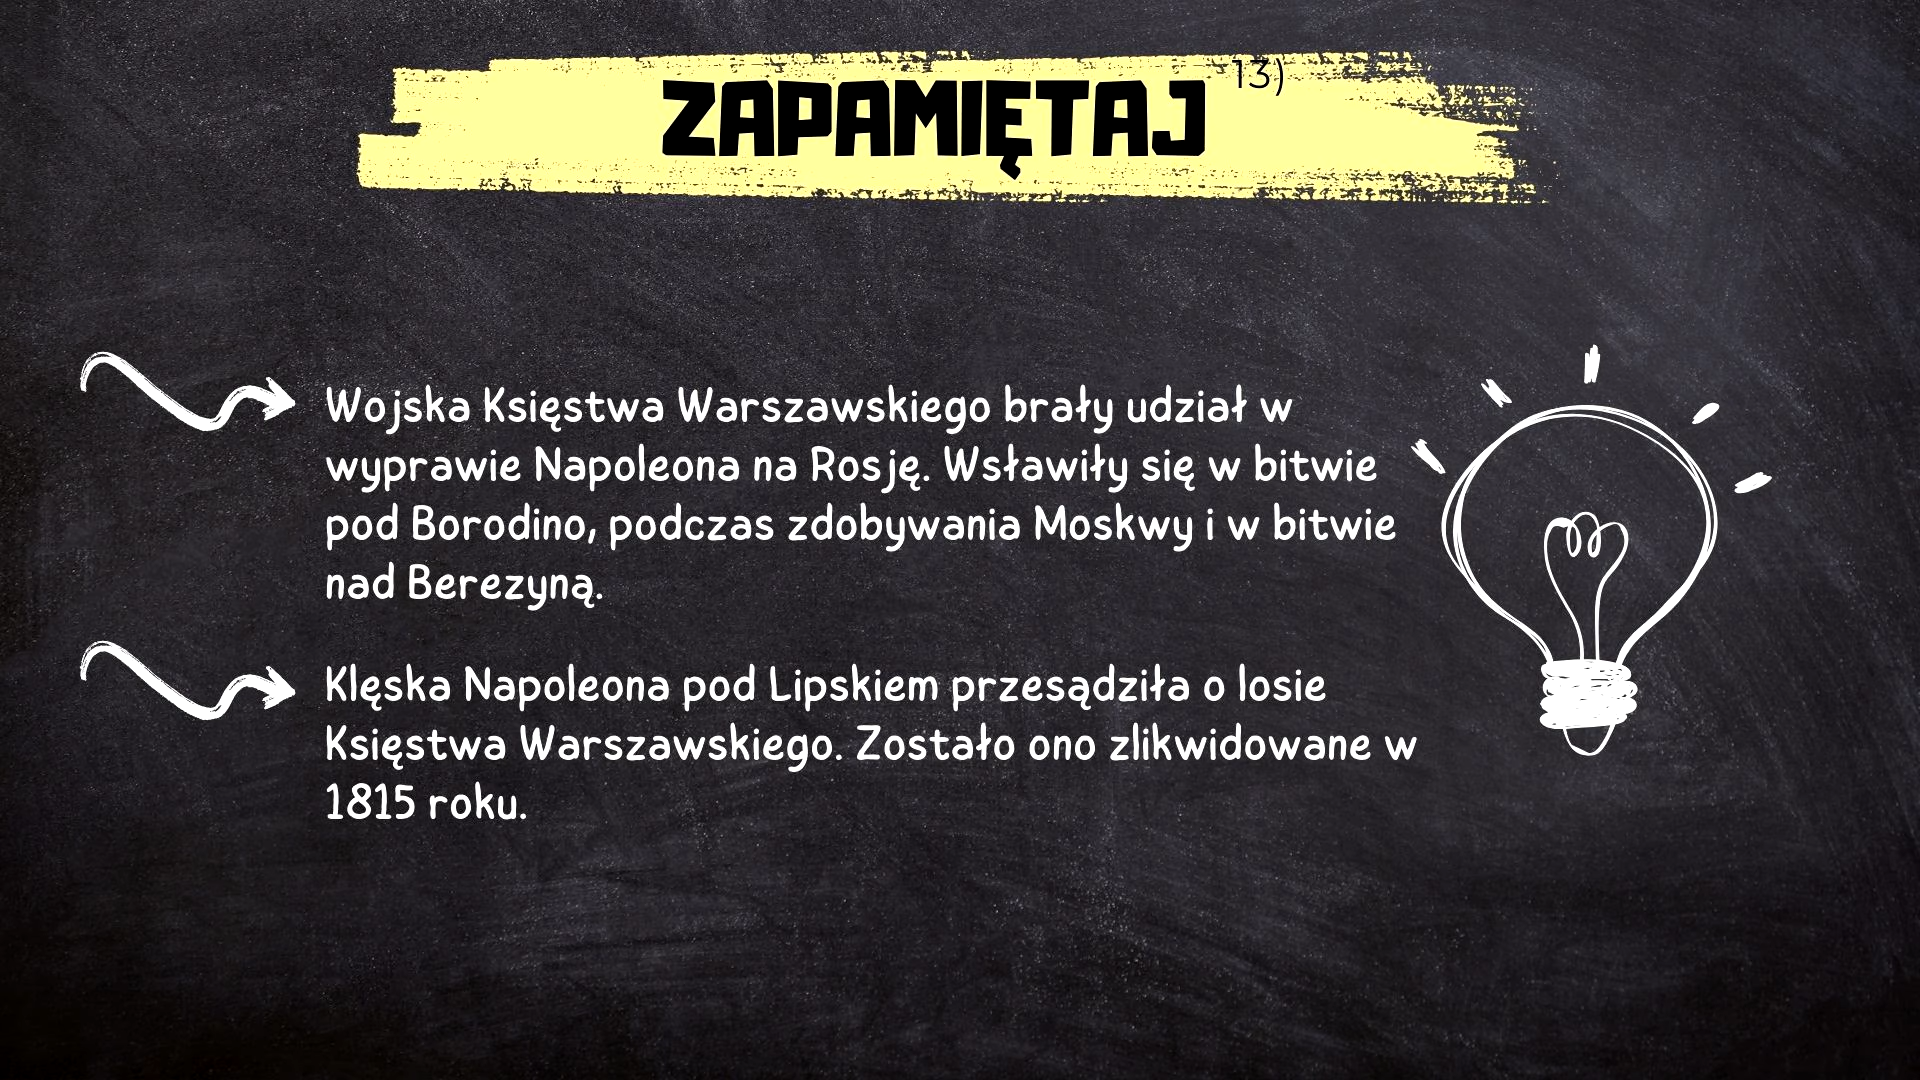 ZAPAMIĘTAJ 13)
Wojska Księstwa Warszawskiego brały udział w
wyprawie Napoleona na Rosję. Wsławiły się w bitwie
pod Borodino, podczas zdobywania Moskwy i w bitwie
nad Berezyną.
Klęska Napoleona pod Lipskiem przesądziła o losie
Księstwa Warszawskiego. Zostało ono zlikwidowane w
1815 roku.